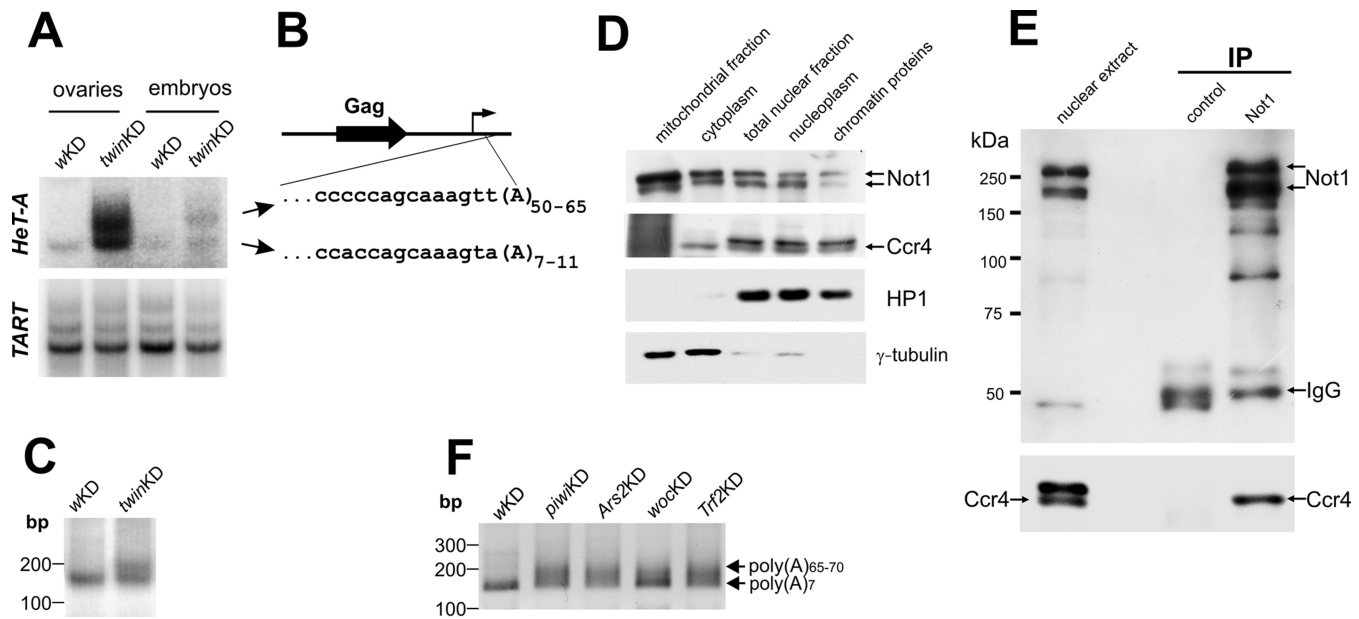 A
ovaries
embryos
wKD
twinKD
wKD
twinKD
HeT-A
TART
B
Gag
...cccccagcaaagtt(A)50-65
...ccaccagcaaagta(A)7-11
C
wKD
twinKD
bp
200
100
D
mitochondrial fraction
cytoplasm
total nuclear fraction
nucleoplasm
chromatin proteins
Not1
Ccr4
HP1
γ-tubulin
E
nuclear extract
IP
control
Not1
kDa
250
150
100
75
50
Not1
IgG
Ccr4
Ccr4
F
bp
wKD
piwiKD
Ars2KD
wocKD
Trf2KD
300
200
100
poly(A)65-70
poly(A)7